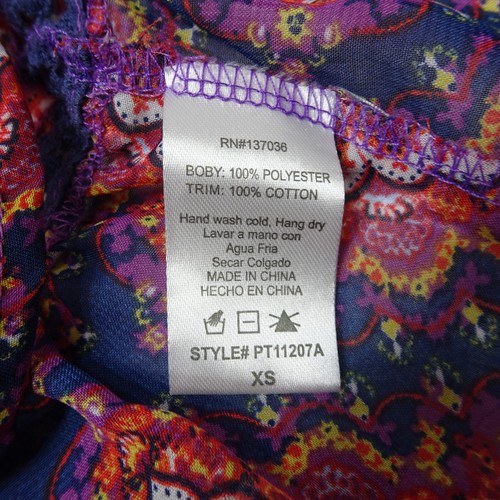 RN#137036
BOBY: 100% POLYESTER
TRIM: 100% COTTON
Hand wash cold, Hang dry
Lavar a mano con
Agua Fria
Secar Colgado
MADE IN CHINA
HECHO EN CHINA
STYLE# PT11207A
XS